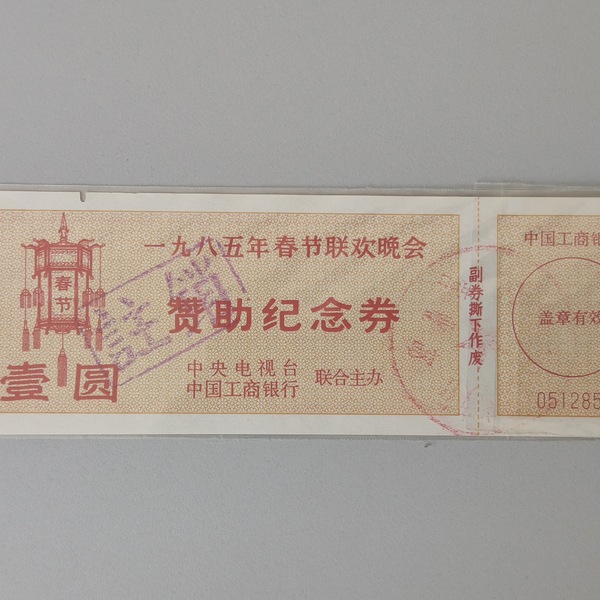 一九八五年春节联欢晚会
春节
赞助纪念券
註銷
壹圆
中央电视台
中国工商银行
联合主办
副券撕下作废
中国工商银
盖章有效
051285